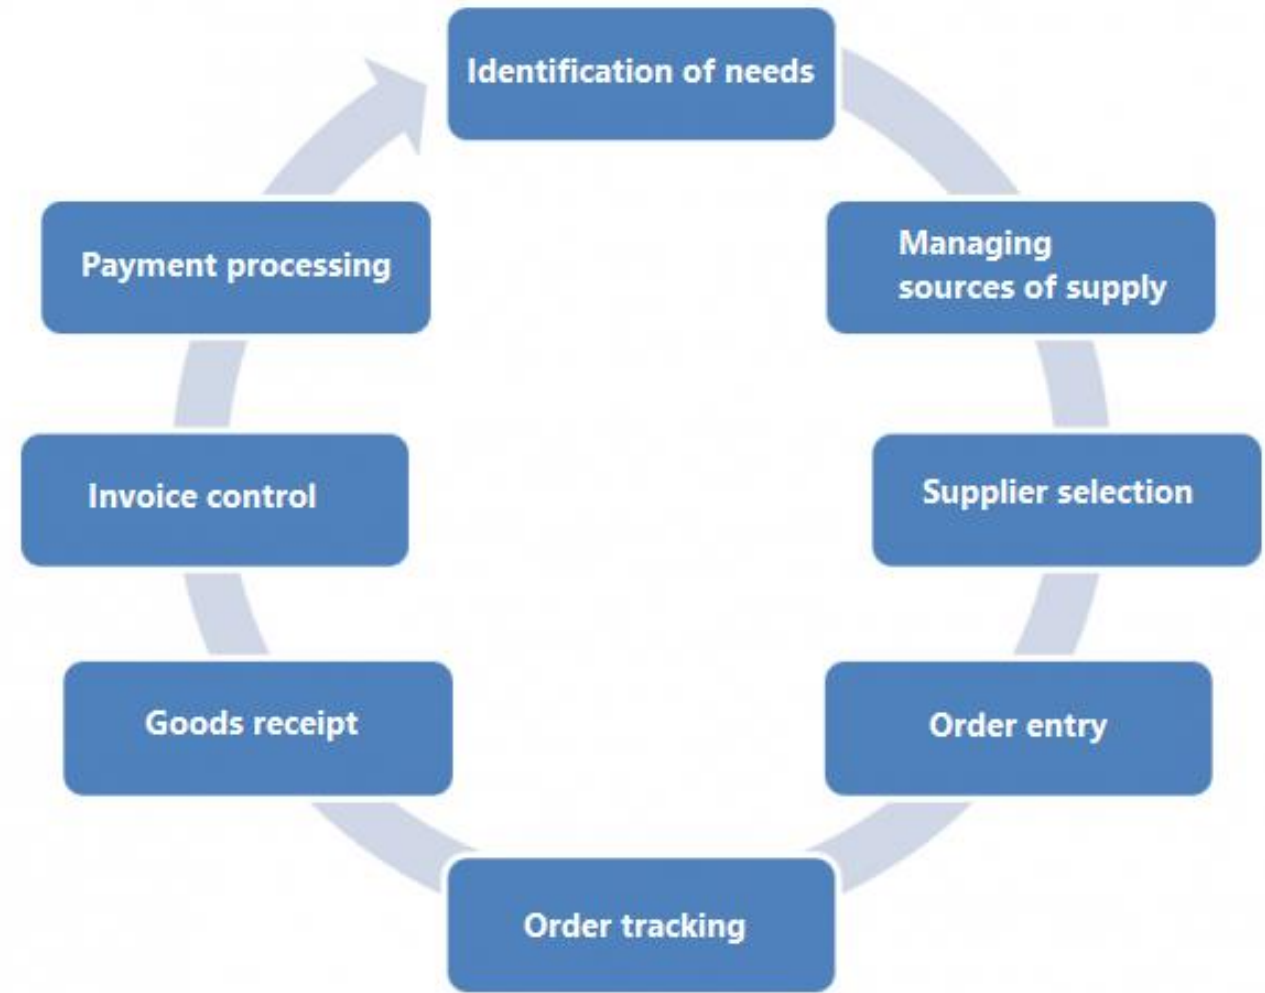 Identification of needs
Managing
sources of supply
Supplier selection
Order entry
Order tracking
Goods receipt
Invoice control
Payment processing